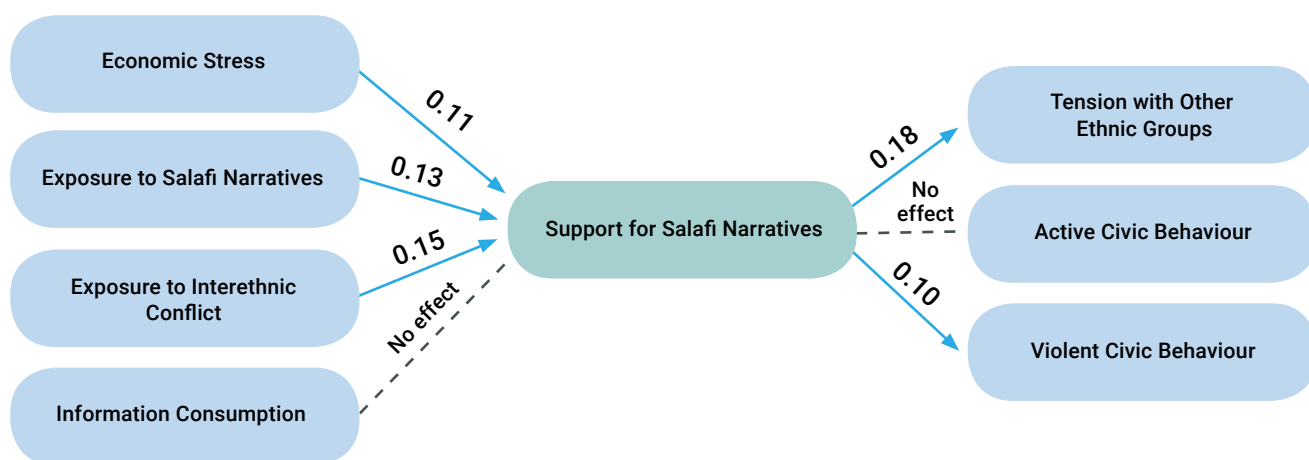 Economic Stress
Exposure to Salafi Narratives
Exposure to Interethnic
Conflict
Information Consumption
0.11
0.13
0.15
No effect
Support for Salafi Narratives
0.18
No
effect
0.10
Tension with Other
Ethnic Groups
Active Civic Behaviour
Violent Civic Behaviour